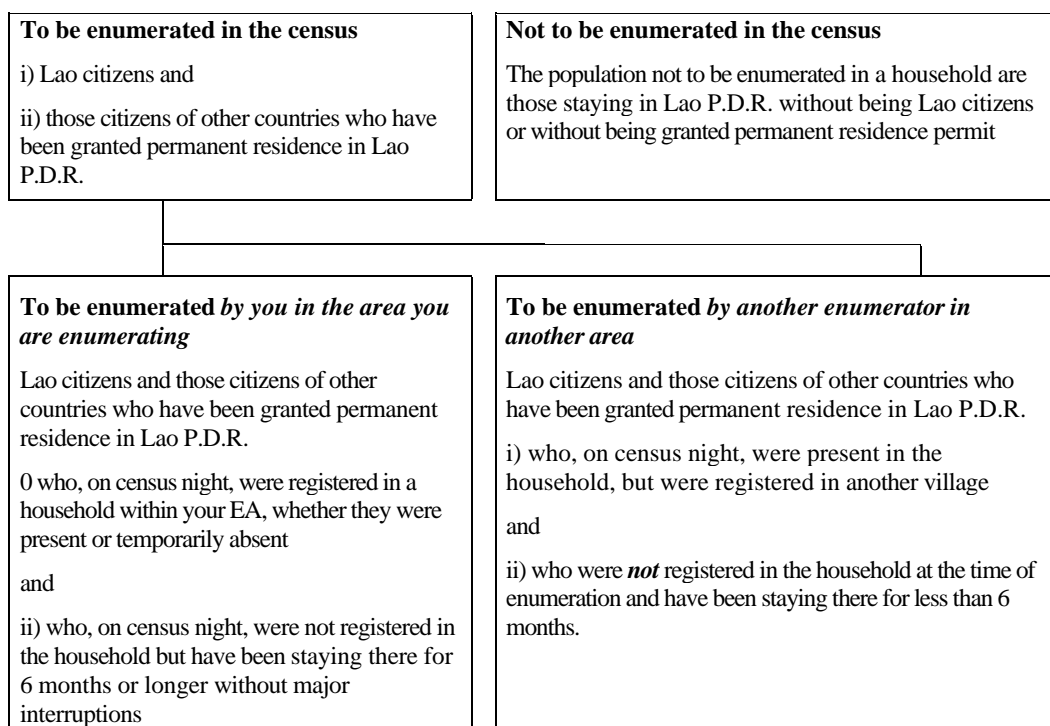 To be enumerated in the census
i) Lao citizens and
ii) those citizens of other countries who have
been granted permanent residence in Lao
P.D.R.
Not to be enumerated in the census
The population not to be enumerated in a household are
those staying in Lao P.D.R. without being Lao citizens
or without being granted permanent residence permit
To be enumerated by you in the area you
are enumerating
Lao citizens and those citizens of other
countries who have been granted permanent
residence in Lao P.D.R.
0 who, on census night, were registered in a
household within your EA, whether they were
present or temporarily absent
and
ii) who, on census night, were not registered in
the household but have been staying there for
6 months or longer without major
interruptions
To be enumerated by another enumerator in
another area
Lao citizens and those citizens of other countries who
have been granted permanent residence in Lao P.D.R.
i) who, on census night, were present in the
household, but were registered in another village
and
ii) who were not registered in the household at the time of
enumeration and have been staying there for less than 6
months.